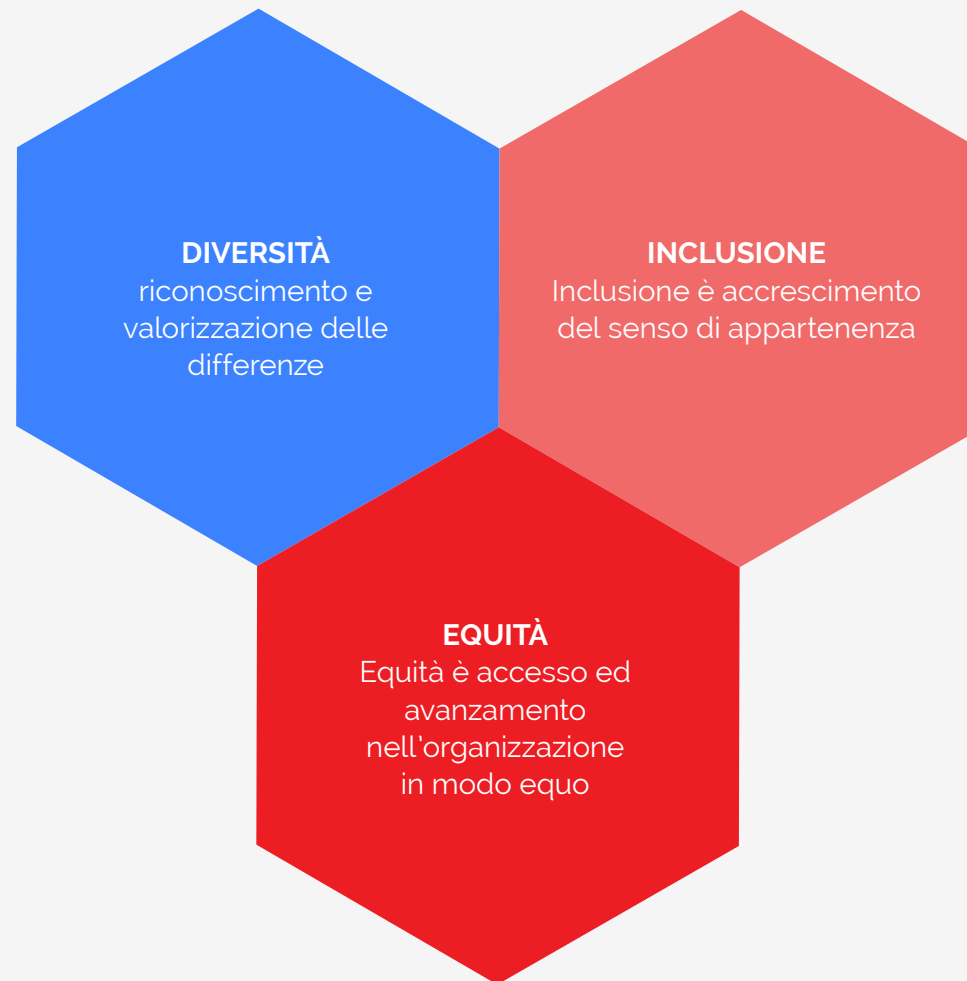 DIVERSITÀ
riconoscimento e
valorizzazione delle
differenze
INCLUSIONE
Inclusione è accrescimento
del senso di appartenenza
EQUITÀ
Equità è accesso ed
avanzamento
nell'organizzazione
in modo equo